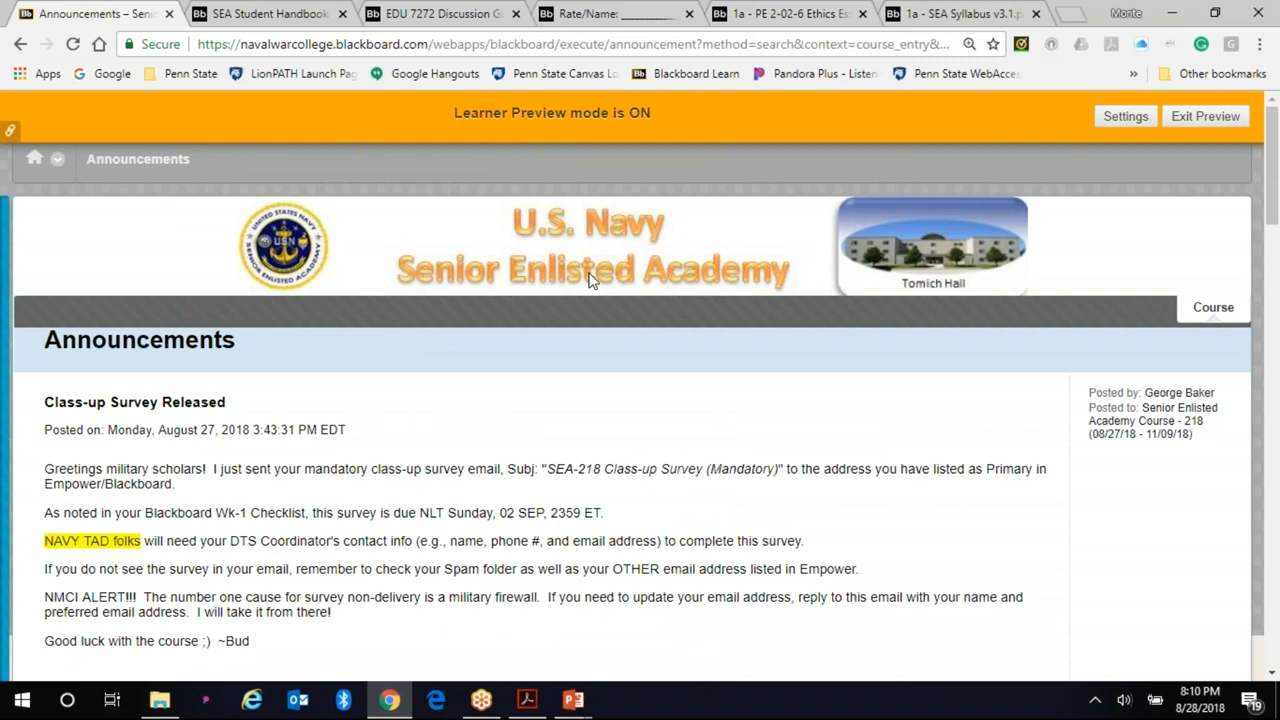 Announcements – Seni
SEA Student Handbook
EDU 7272 Discussion G
Rate/Name: ________
1a - PE 2-02-6 Ethics Es
1a - SEA Syllabus v3.1.p
Monte
Secure
https://navalwarcollege.blackboard.com/webapps/blackboard/execute/announcement?method=search&context=course_entry&...
Apps
Google
Penn State
LionPATH Launch Pag
Google Hangouts
Penn State Canvas Lo
Blackboard Learn
Pandora Plus - Listen
Penn State WebAcces
»
Other bookmarks
Learner Preview mode is ON
Settings
Exit Preview
Announcements
UNITED STATES NAVY
USN
SENIOR ENLISTED ACADEMY
U.S. Navy
Senior Enlisted Academy
Tomich Hall
Course
Announcements
Class-up Survey Released
Posted on: Monday, August 27, 2018 3:43:31 PM EDT
Greetings military scholars! I just sent your mandatory class-up survey email, Subj: "SEA-218 Class-up Survey (Mandatory)" to the address you have listed as Primary in
Empower/Blackboard.
As noted in your Blackboard Wk-1 Checklist, this survey is due NLT Sunday, 02 SEP, 2359 ET.
NAVY TAD folks will need your DTS Coordinator's contact info (e.g., name, phone #, and email address) to complete this survey.
If you do not see the survey in your email, remember to check your Spam folder as well as your OTHER email address listed in Empower.
NMCI ALERT!!! The number one cause for survey non-delivery is a military firewall. If you need to update your email address, reply to this email with your name and
preferred email address. I will take it from there!
Good luck with the course ;) ~Bud
Posted by: George Baker
Posted to: Senior Enlisted
Academy Course - 218
(08/27/18 - 11/09/18)
8:10 PM
8/28/2018
19